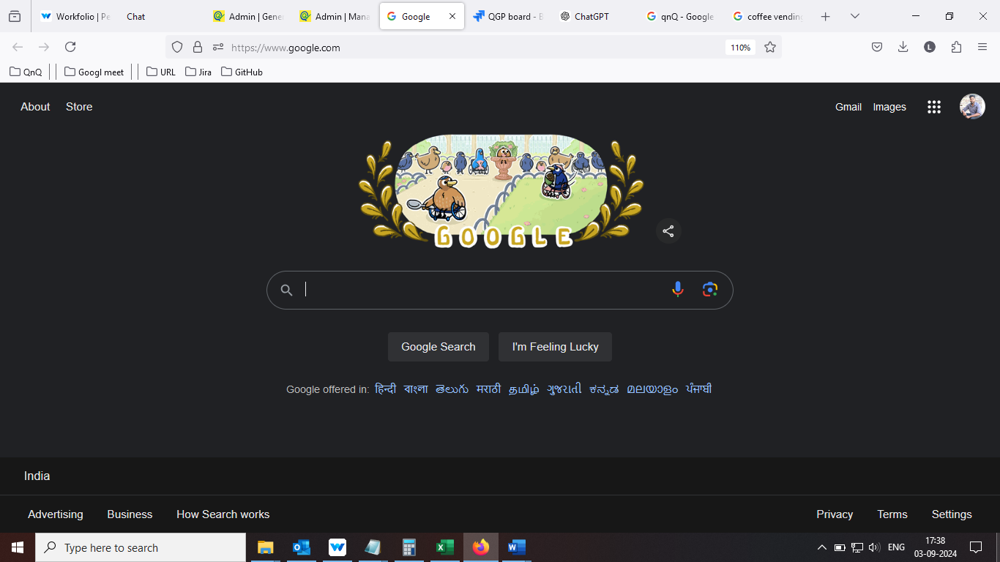 Workfolio | Pe
Chat
Admin | Gene
Admin | Mana
Google
QGP board - B
ChatGPT
qnQ - Google
coffee vending
https://www.google.com
110%
L
QnQ
Googl meet
URL
Jira
GitHub
About Store
Gmail Images
GOOGLE
Google Search
I'm Feeling Lucky
Google offered in: हिन्दी বাংলা తెలుగు मराठी தமிழ் ગુજરાતી ಕನ್ನಡ മലയാളം ਪੰਜਾਬੀ
India
Advertising Business How Search works
Privacy Terms Settings
Type here to search
ENG
17:38
03-09-2024